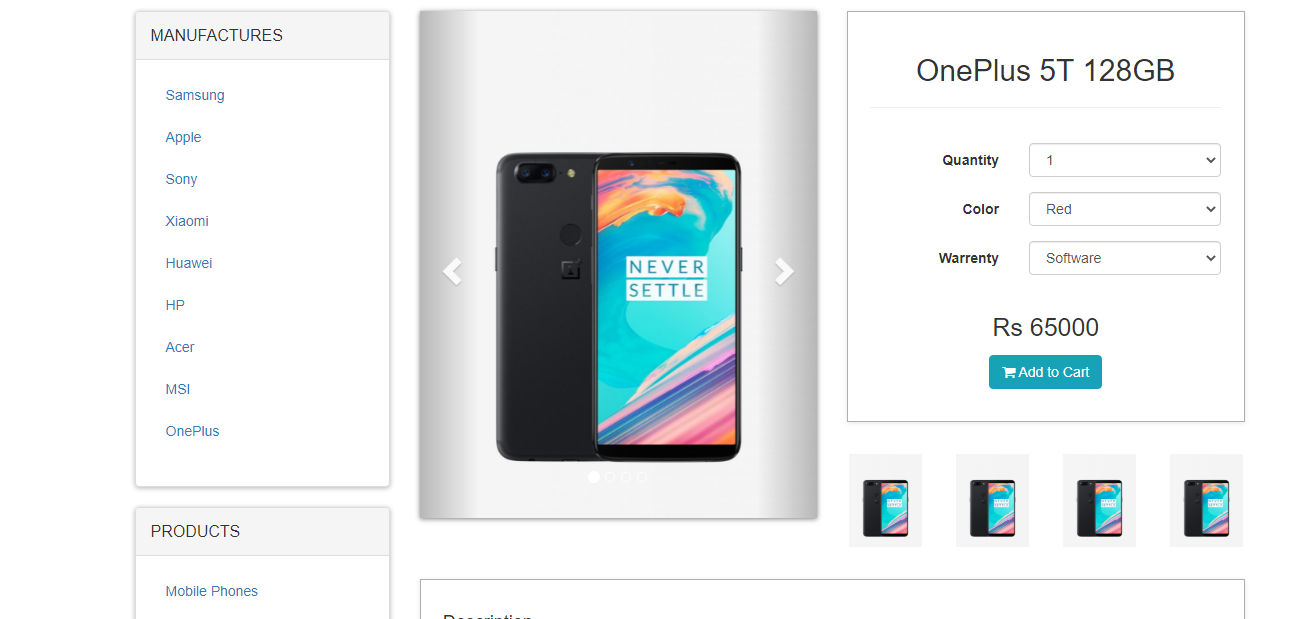 MANUFACTURES
Samsung
Apple
Sony
Xiaomi
Huawei
HP
Acer
MSI
OnePlus
PRODUCTS
Mobile Phones
NEVER
SETTLE
OnePlus 5T 128GB
Quantity 1
Color Red
Warrenty Software
Rs 65000
Add to Cart
Description